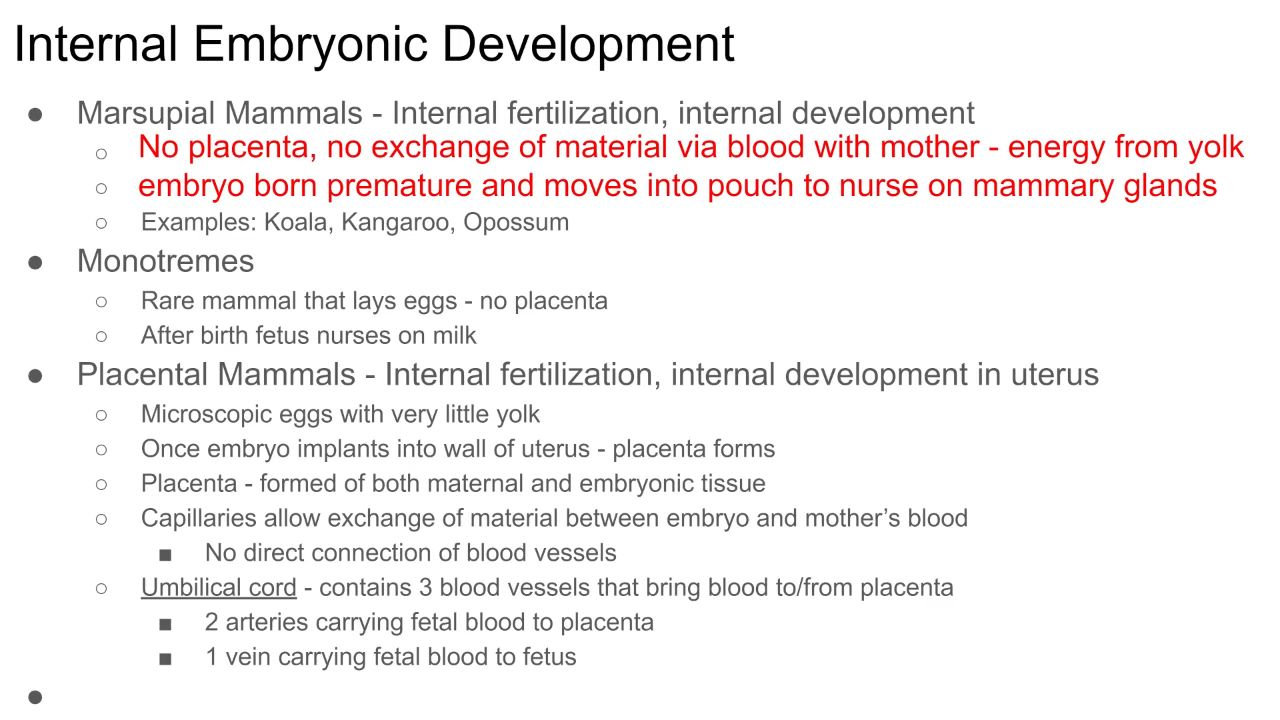 Internal Embryonic Development
● Marsupial Mammals - Internal fertilization, internal development
○ No placenta, no exchange of material via blood with mother - energy from yolk
○ embryo born premature and moves into pouch to nurse on mammary glands
○ Examples: Koala, Kangaroo, Opossum
● Monotremes
○ Rare mammal that lays eggs - no placenta
○ After birth fetus nurses on milk
● Placental Mammals - Internal fertilization, internal development in uterus
○ Microscopic eggs with very little yolk
○ Once embryo implants into wall of uterus - placenta forms
○ Placenta - formed of both maternal and embryonic tissue
○ Capillaries allow exchange of material between embryo and mother’s blood
■ No direct connection of blood vessels
○ Umbilical cord - contains 3 blood vessels that bring blood to/from placenta
■ 2 arteries carrying fetal blood to placenta
■ 1 vein carrying fetal blood to fetus
●